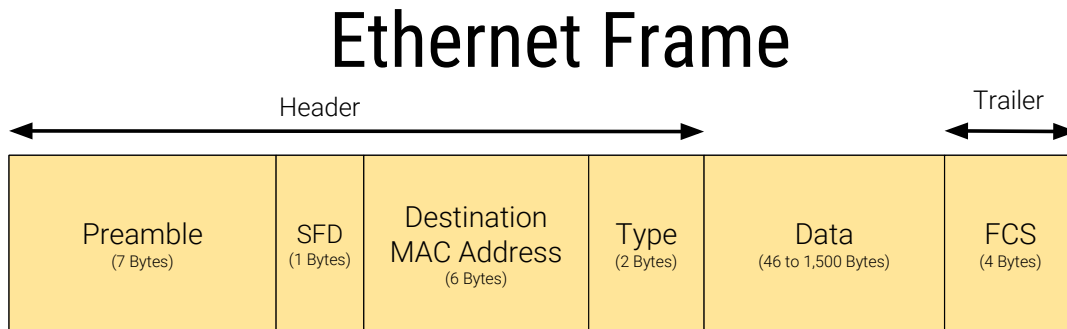 Ethernet Frame
Header
Trailer
Preamble
(7 Bytes)
SFD
(1 Bytes)
Destination
MAC Address
(6 Bytes)
Type
(2 Bytes)
Data
(46 to 1,500 Bytes)
FCS
(4 Bytes)